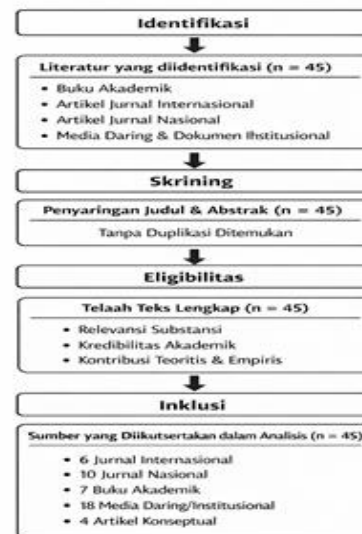 Identifikasi
Literatur yang diidentifikasi (n = 45)
• Buku Akademik
• Artikel Jurnal Internasional
• Artikel Jurnal Nasional
• Media Daring & Dokumen Ihstitusional
Skrining
Penyaringan Judul & Abstrak (n = 45)
Tanpa Duplikasi Ditemukan
Eligibilitas
Telaah Teks Lengkap (n = 45)
• Relevansi Substansi
• Kredibilitas Akademik
• Kontribusi Teoritis & Empiris
Inklusi
Sumber yang Diikutsertakan dalam Analisis (n = 45)
• 6 Jurnal Internasional
• 10 Jurnal Nasional
• 7 Buku Akademik
• 18 Media Daring/Institusional
• 4 Artikel Konseptual